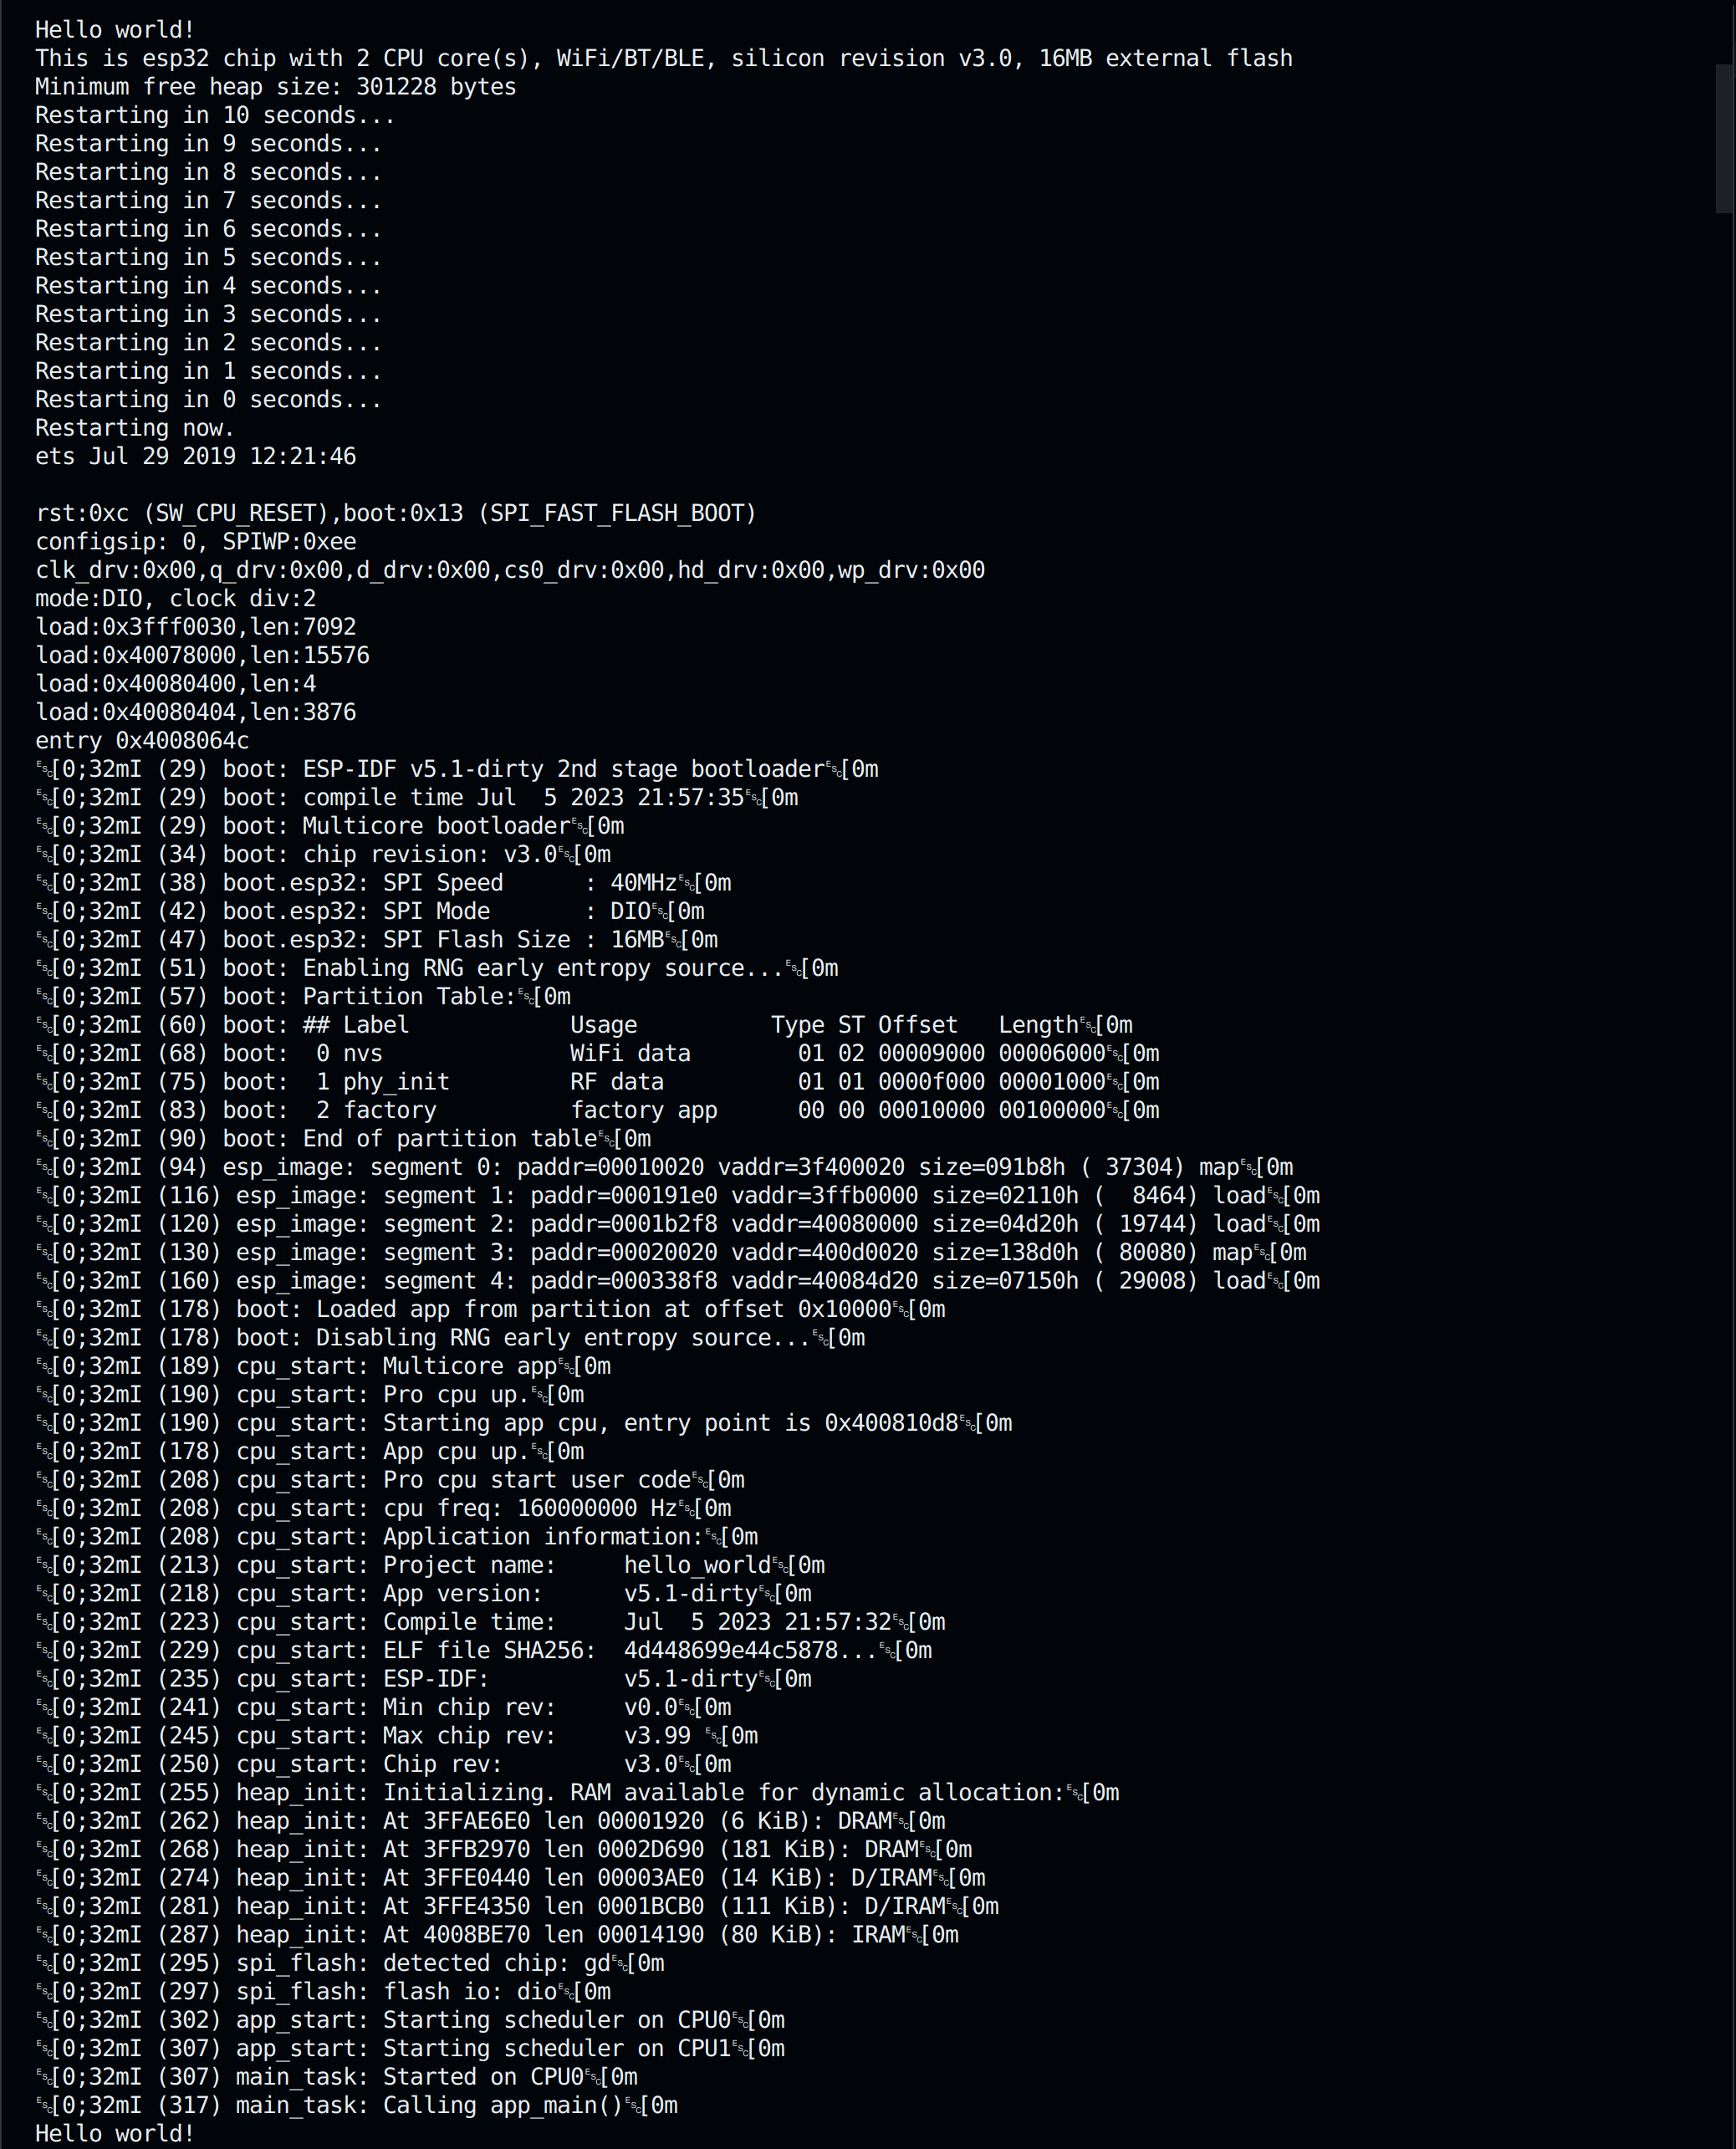 Hello world!
This is esp32 chip with 2 CPU core(s), WiFi/BT/BLE, silicon revision v3.0, 16MB external flash
Minimum free heap size: 301228 bytes
Restarting in 10 seconds...
Restarting in 9 seconds...
Restarting in 8 seconds...
Restarting in 7 seconds...
Restarting in 6 seconds...
Restarting in 5 seconds...
Restarting in 4 seconds...
Restarting in 3 seconds...
Restarting in 2 seconds...
Restarting in 1 seconds...
Restarting in 0 seconds...
Restarting now.
ets Jul 29 2019 12:21:46

rst:0xc (SW_CPU_RESET),boot:0x13 (SPI_FAST_FLASH_BOOT)
configsip: 0, SPIWP:0xee
clk_drv:0x00,q_drv:0x00,d_drv:0x00,cs0_drv:0x00,hd_drv:0x00,wp_drv:0x00
mode:DIO, clock div:2
load:0x3fff0030,len:7092
load:0x40078000,len:15576
load:0x40080400,len:4
load:0x40080404,len:3876
entry 0x4008064c
␛[0;32mI (29) boot: ESP-IDF v5.1-dirty 2nd stage bootloader␛[0m
␛[0;32mI (29) boot: compile time Jul  5 2023 21:57:35␛[0m
␛[0;32mI (29) boot: Multicore bootloader␛[0m
␛[0;32mI (34) boot: chip revision: v3.0␛[0m
␛[0;32mI (38) boot.esp32: SPI Speed      : 40MHz␛[0m
␛[0;32mI (42) boot.esp32: SPI Mode       : DIO␛[0m
␛[0;32mI (47) boot.esp32: SPI Flash Size : 16MB␛[0m
␛[0;32mI (51) boot: Enabling RNG early entropy source...␛[0m
␛[0;32mI (57) boot: Partition Table:␛[0m
␛[0;32mI (60) boot: ## Label            Usage          Type ST Offset   Length␛[0m
␛[0;32mI (68) boot:  0 nvs              WiFi data        01 02 00009000 00006000␛[0m
␛[0;32mI (75) boot:  1 phy_init         RF data          01 01 0000f000 00001000␛[0m
␛[0;32mI (83) boot:  2 factory          factory app      00 00 00010000 00100000␛[0m
␛[0;32mI (90) boot: End of partition table␛[0m
␛[0;32mI (94) esp_image: segment 0: paddr=00010020 vaddr=3f400020 size=091b8h ( 37304) map␛[0m
␛[0;32mI (116) esp_image: segment 1: paddr=000191e0 vaddr=3ffb0000 size=02110h (  8464) load␛[0m
␛[0;32mI (120) esp_image: segment 2: paddr=0001b2f8 vaddr=40080000 size=04d20h ( 19744) load␛[0m
␛[0;32mI (130) esp_image: segment 3: paddr=00020020 vaddr=400d0020 size=138d0h ( 80080) map␛[0m
␛[0;32mI (160) esp_image: segment 4: paddr=000338f8 vaddr=40084d20 size=07150h ( 29008) load␛[0m
␛[0;32mI (178) boot: Loaded app from partition at offset 0x10000␛[0m
␛[0;32mI (178) boot: Disabling RNG early entropy source...␛[0m
␛[0;32mI (189) cpu_start: Multicore app␛[0m
␛[0;32mI (190) cpu_start: Pro cpu up.␛[0m
␛[0;32mI (190) cpu_start: Starting app cpu, entry point is 0x400810d8␛[0m
␛[0;32mI (178) cpu_start: App cpu up.␛[0m
␛[0;32mI (208) cpu_start: Pro cpu start user code␛[0m
␛[0;32mI (208) cpu_start: cpu freq: 160000000 Hz␛[0m
␛[0;32mI (208) cpu_start: Application information:␛[0m
␛[0;32mI (213) cpu_start: Project name:     hello_world␛[0m
␛[0;32mI (218) cpu_start: App version:      v5.1-dirty␛[0m
␛[0;32mI (223) cpu_start: Compile time:     Jul  5 2023 21:57:32␛[0m
␛[0;32mI (229) cpu_start: ELF file SHA256:  4d448699e44c5878...␛[0m
␛[0;32mI (235) cpu_start: ESP-IDF:          v5.1-dirty␛[0m
␛[0;32mI (241) cpu_start: Min chip rev:     v0.0␛[0m
␛[0;32mI (245) cpu_start: Max chip rev:     v3.99 ␛[0m
␛[0;32mI (250) cpu_start: Chip rev:         v3.0␛[0m
␛[0;32mI (255) heap_init: Initializing. RAM available for dynamic allocation:␛[0m
␛[0;32mI (262) heap_init: At 3FFAE6E0 len 00001920 (6 KiB): DRAM␛[0m
␛[0;32mI (268) heap_init: At 3FFB2970 len 0002D690 (181 KiB): DRAM␛[0m
␛[0;32mI (274) heap_init: At 3FFE0440 len 00003AE0 (14 KiB): D/IRAM␛[0m
␛[0;32mI (281) heap_init: At 3FFE4350 len 0001BCB0 (111 KiB): D/IRAM␛[0m
␛[0;32mI (287) heap_init: At 4008BE70 len 00014190 (80 KiB): IRAM␛[0m
␛[0;32mI (295) spi_flash: detected chip: gd␛[0m
␛[0;32mI (297) spi_flash: flash io: dio␛[0m
␛[0;32mI (302) app_start: Starting scheduler on CPU0␛[0m
␛[0;32mI (307) app_start: Starting scheduler on CPU1␛[0m
␛[0;32mI (307) main_task: Started on CPU0␛[0m
␛[0;32mI (317) main_task: Calling app_main()␛[0m
Hello world!